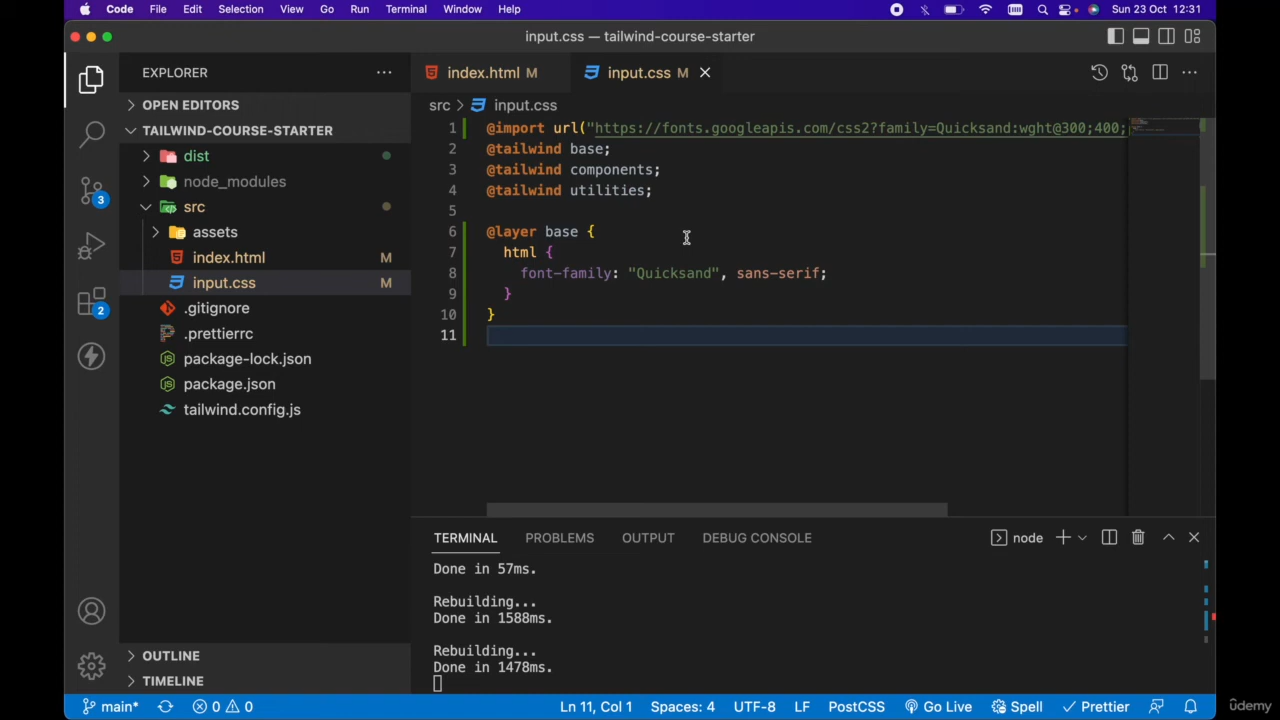 Code File Edit Selection View Go Run Terminal Window Help Sun 23 Oct 12:31
input.css — tailwind-course-starter
EXPLORER
index.html M
input.css M
OPEN EDITORS
src > input.css
TAILWIND-COURSE-STARTER
dist
node_modules
src
assets
index.html M
input.css M
.gitignore
.prettierrc
package-lock.json
package.json
tailwind.config.js
OUTLINE
TIMELINE
3
2
1 @import url("https://fonts.googleapis.com/css2?family=Quicksand:wght@300;400;
2 @tailwind base;
3 @tailwind components;
4 @tailwind utilities;
5
6 @layer base {
7 html {
8 font-family: "Quicksand", sans-serif;
9 }
10 }
11
TERMINAL PROBLEMS OUTPUT DEBUG CONSOLE node
Done in 57ms.
Rebuilding...
Done in 1588ms.
Rebuilding...
Done in 1478ms.
main* 0 0 Ln 11, Col 1 Spaces: 4 UTF-8 LF PostCSS Go Live Spell Prettier
ûdemy